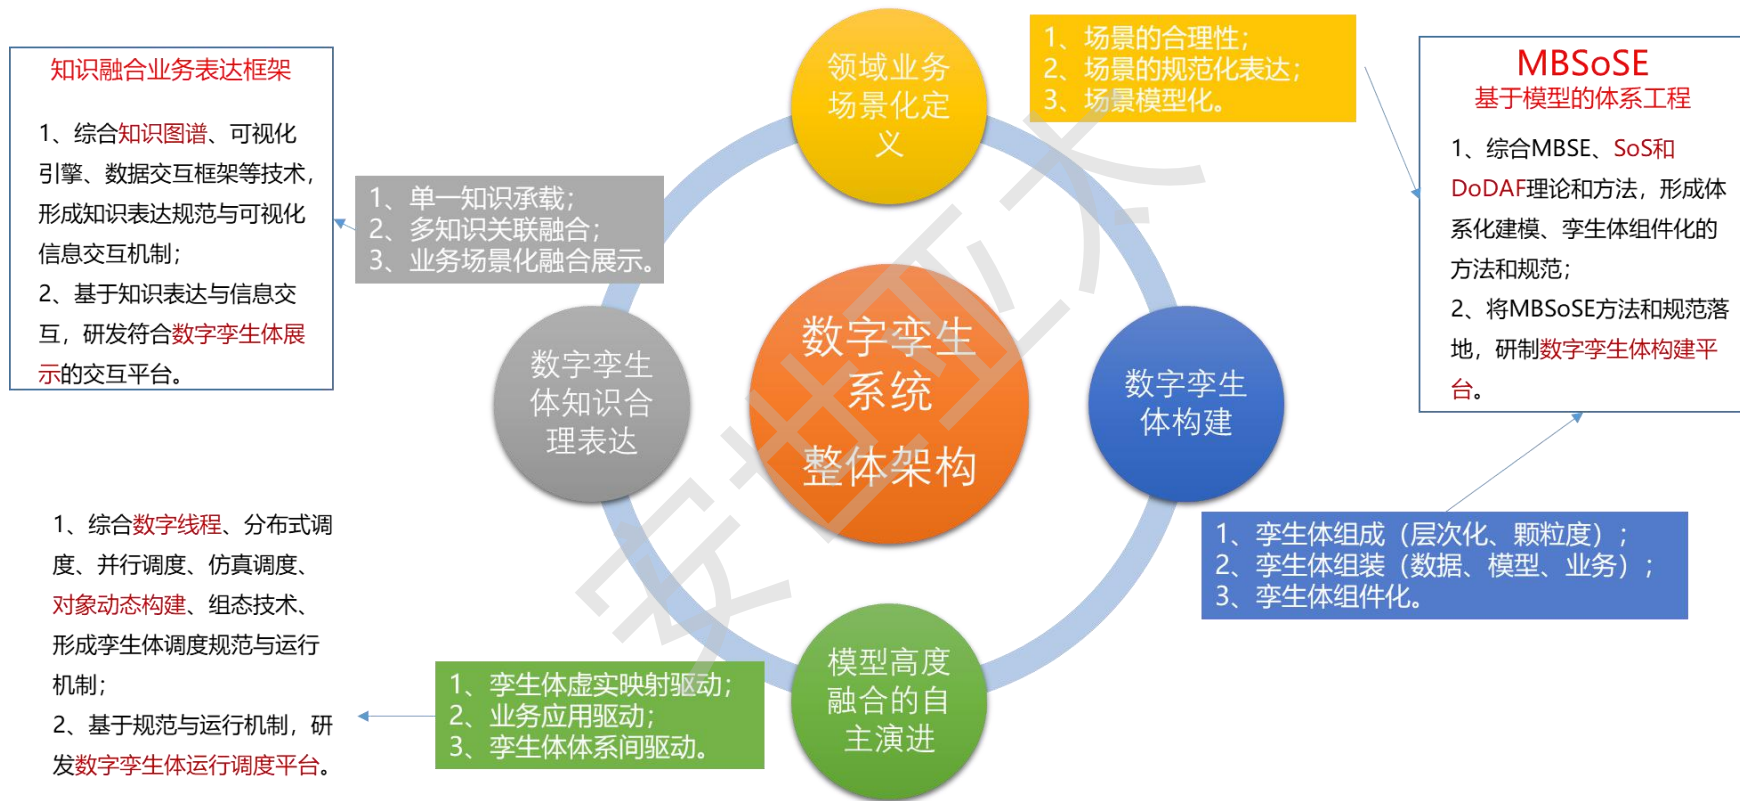 知识融合业务表达框架
1、综合知识图谱、可视化
引擎、数据交互框架等技术，
形成知识表达规范与可视化
信息交互机制；
2、基于知识表达与信息交
互，研发符合数字孪生体展
示的交互平台。
1、单一知识承载；
2、多知识关联融合；
3、业务场景化融合展示。
领域业务
场景化定
义
1、场景的合理性；
2、场景的规范化表达；
3、场景模型化。
MBSoSE
基于模型的体系工程
1、综合MBSE、SoS和
DoDAF理论和方法，形成体
系化建模、孪生体组件化的
方法和规范；
2、将MBSoSE方法和规范落
地，研制数字孪生体构建平
台。
数字孪生
体知识合
理表达
数字孪生
系统
整体架构
数字孪生
体构建
1、综合数字线程、分布式调
度、并行调度、仿真调度、
对象动态构建、组态技术、
形成孪生体调度规范与运行
机制；
2、基于规范与运行机制，研
发数字孪生体运行调度平台。
1、孪生体虚实映射驱动；
2、业务应用驱动；
3、孪生体体系间驱动。
模型高度
融合的自
主演进
1、孪生体组成（层次化、颗粒度）；
2、孪生体组装（数据、模型、业务）；
3、孪生体组件化。
安世亚太